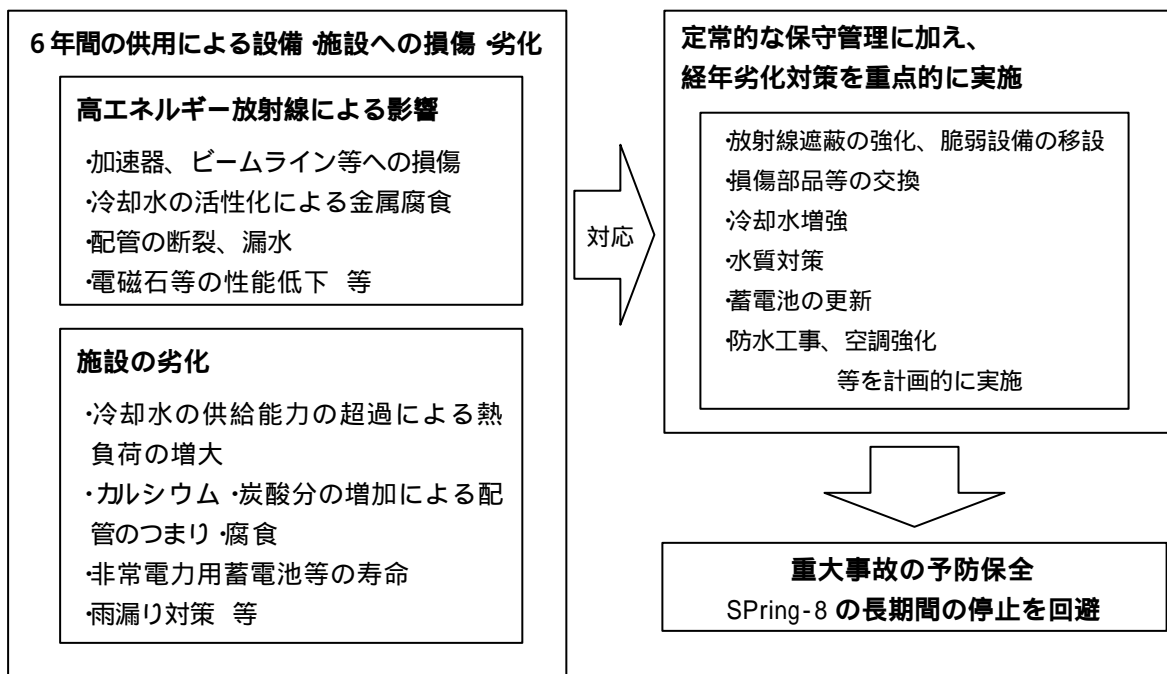 6年間の供用による設備・施設への損傷・劣化
高エネルギー放射線による影響
・加速器、ビームライン等への損傷
・冷却水の活性化による金属腐食
・配管の断裂、漏水
・電磁石等の性能低下 等
施設の劣化
・冷却水の供給能力の超過による熱
負荷の増大
・カルシウム・炭酸分の増加による配
管のつまり・腐食
・非常電力用蓄電池等の寿命
・雨漏り対策 等
対応
定常的な保守管理に加え、
経年劣化対策を重点的に実施
・放射線遮蔽の強化、脆弱設備の移設
・損傷部品等の交換
・冷却水増強
・水質対策
・蓄電池の更新
・防水工事、空調強化
等を計画的に実施
重大事故の予防保全
SPring-8の長期間の停止を回避